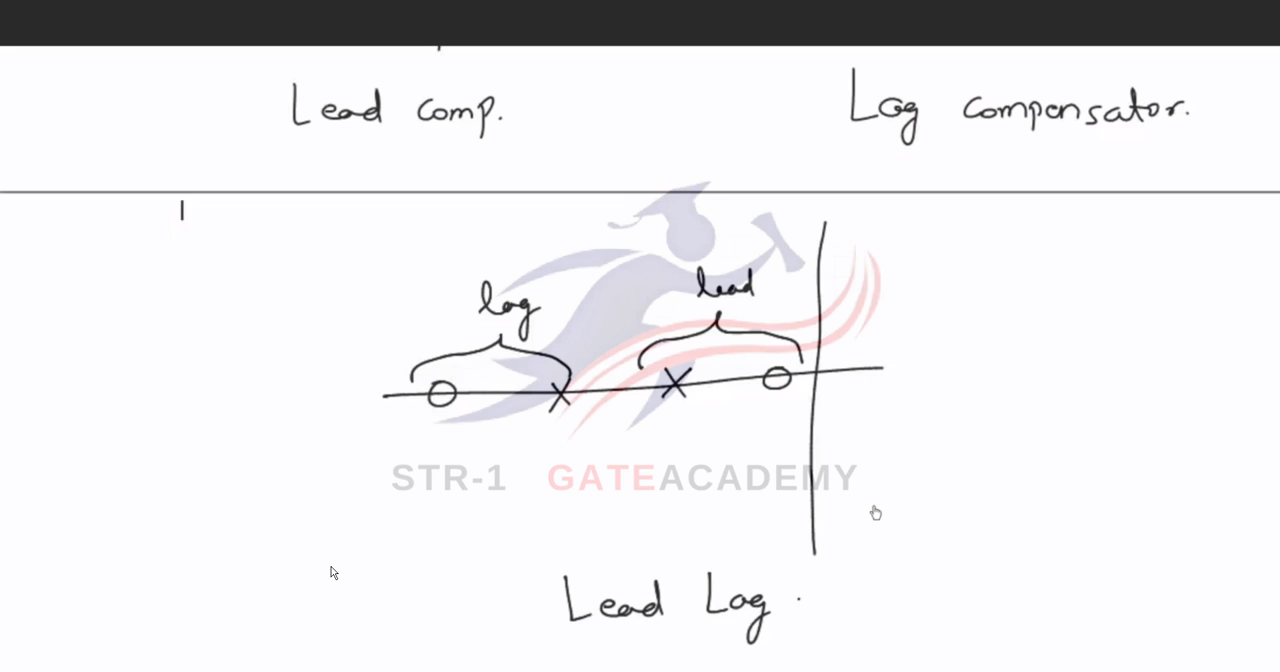 Lead comp. Lag compensator.
lag lead
STR-1 GATEACADEMY
Lead Lag.